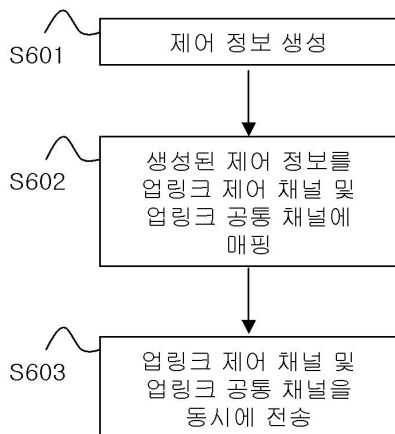 S601
제어 정보 생성
S602
생성된 제어 정보를
업링크 제어 채널 및
업링크 공통 채널에
매핑
S603
업링크 제어 채널 및
업링크 공통 채널을
동시에 전송